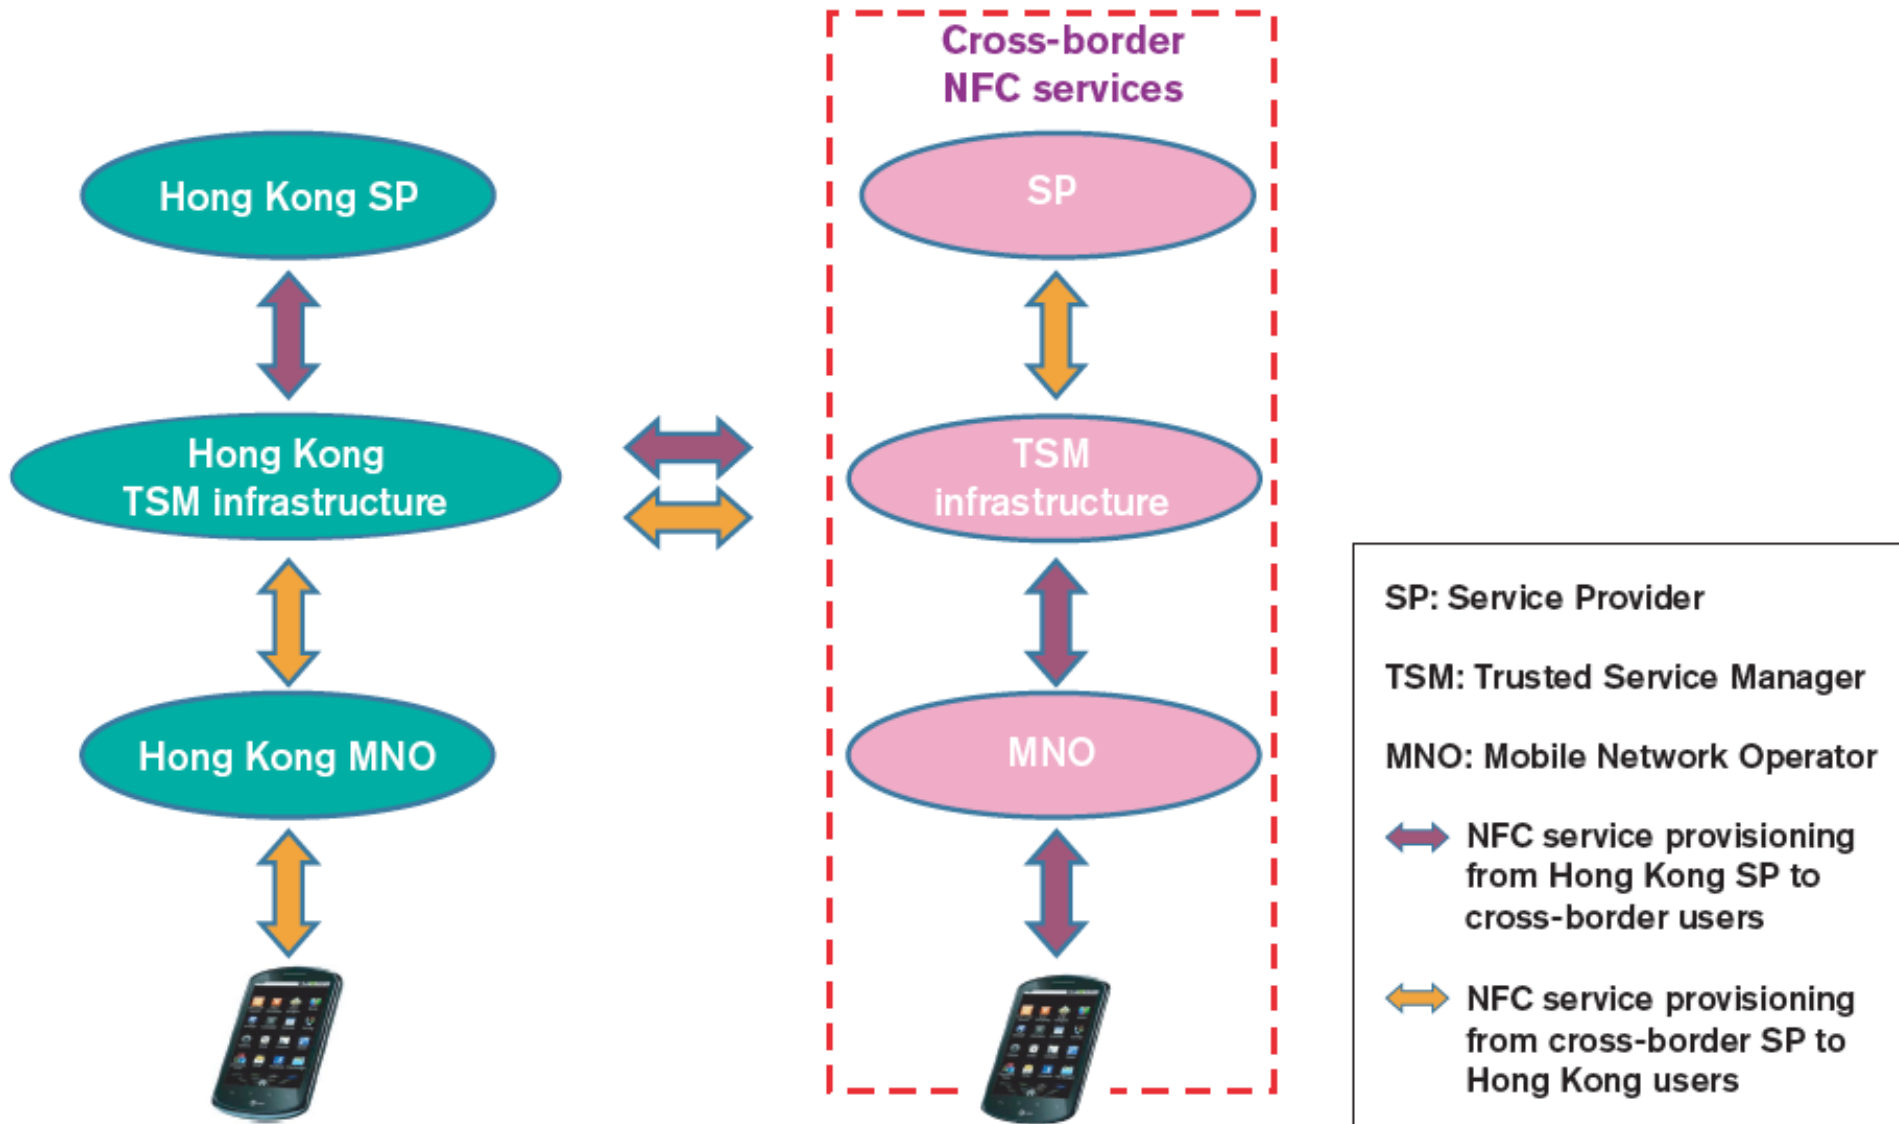 Cross-border
NFC services
Hong Kong SP
SP
Hong Kong
TSM infrastructure
TSM
infrastructure
Hong Kong MNO
MNO
SP: Service Provider
TSM: Trusted Service Manager
MNO: Mobile Network Operator
NFC service provisioning
from Hong Kong SP to
cross-border users
NFC service provisioning
from cross-border SP to
Hong Kong users